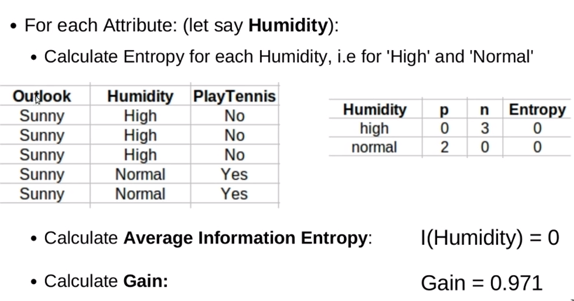 • For each Attribute: (let say Humidity):
• Calculate Entropy for each Humidity, i.e for 'High' and 'Normal'
Outlook Humidity PlayTennis
Sunny High No
Sunny High No
Sunny High No
Sunny Normal Yes
Sunny Normal Yes
Humidity p n Entropy
high 0 3 0
normal 2 0 0
• Calculate Average Information Entropy: I(Humidity) = 0
• Calculate Gain: Gain = 0.971